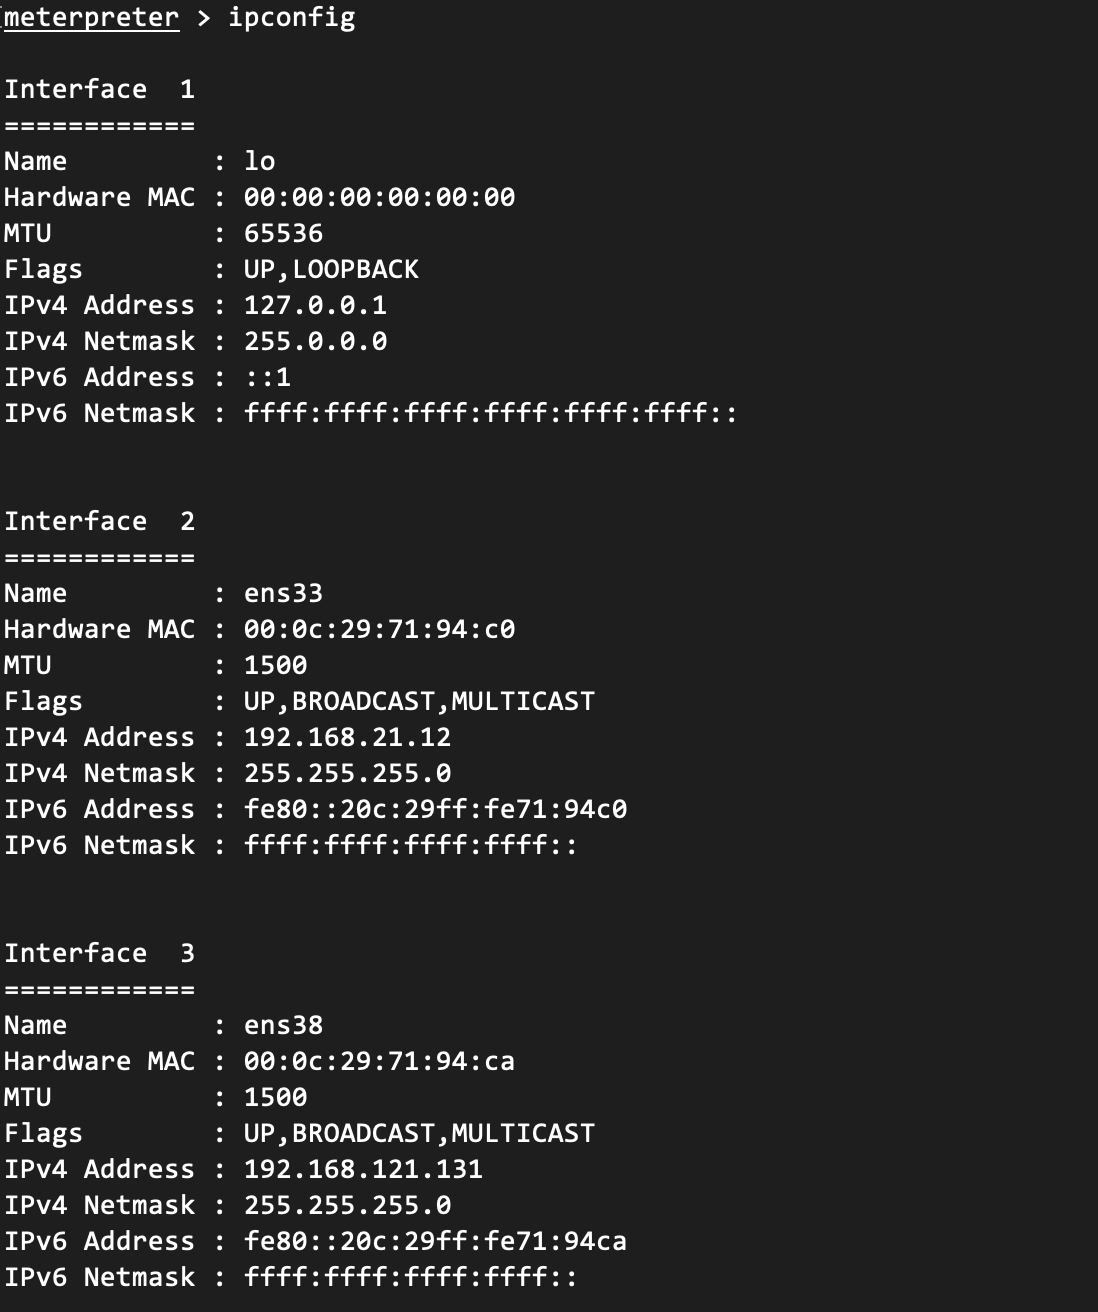 meterpreter > ipconfig
Interface  1
============
Name         : lo
Hardware MAC : 00:00:00:00:00:00
MTU          : 65536
Flags        : UP,LOOPBACK
IPv4 Address : 127.0.0.1
IPv4 Netmask : 255.0.0.0
IPv6 Address : ::1
IPv6 Netmask : ffff:ffff:ffff:ffff:ffff:ffff::
Interface  2
============
Name         : ens33
Hardware MAC : 00:0c:29:71:94:c0
MTU          : 1500
Flags        : UP,BROADCAST,MULTICAST
IPv4 Address : 192.168.21.12
IPv4 Netmask : 255.255.255.0
IPv6 Address : fe80::20c:29ff:fe71:94c0
IPv6 Netmask : ffff:ffff:ffff:ffff::
Interface  3
============
Name         : ens38
Hardware MAC : 00:0c:29:71:94:ca
MTU          : 1500
Flags        : UP,BROADCAST,MULTICAST
IPv4 Address : 192.168.121.131
IPv4 Netmask : 255.255.255.0
IPv6 Address : fe80::20c:29ff:fe71:94ca
IPv6 Netmask : ffff:ffff:ffff:ffff::